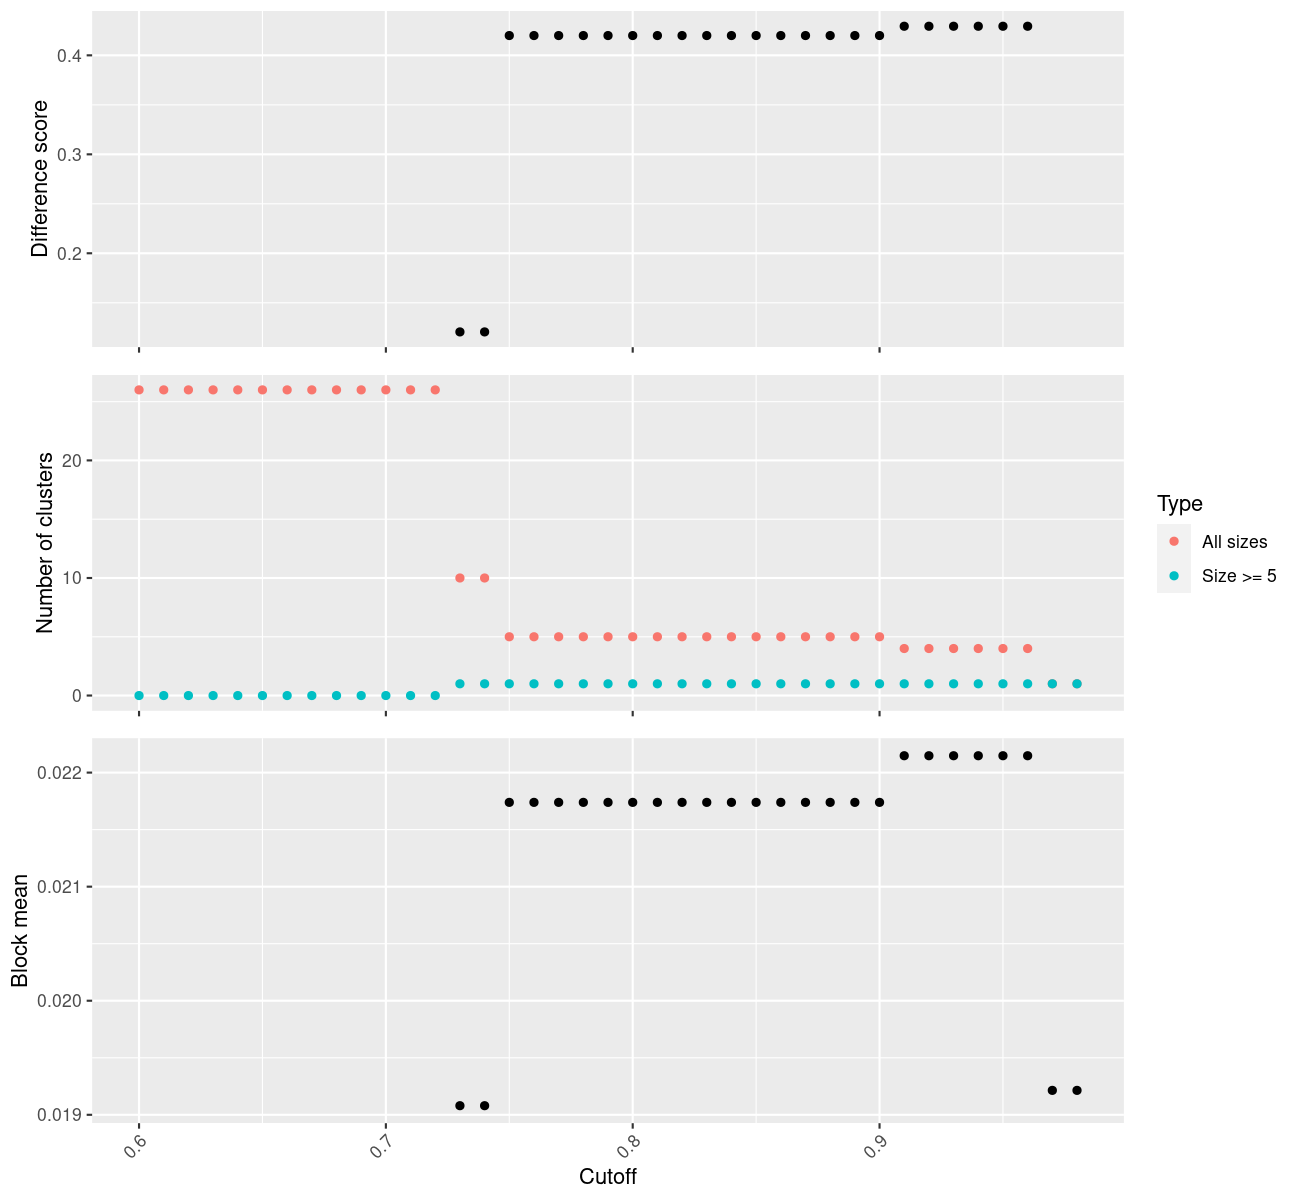 0.4
0.3
0.2
Difference score
20
10
0
Number of clusters
Type
All sizes
Size >= 5
0.022
0.021
0.020
0.019
Block mean
0.6
0.7
0.8
0.9
Cutoff